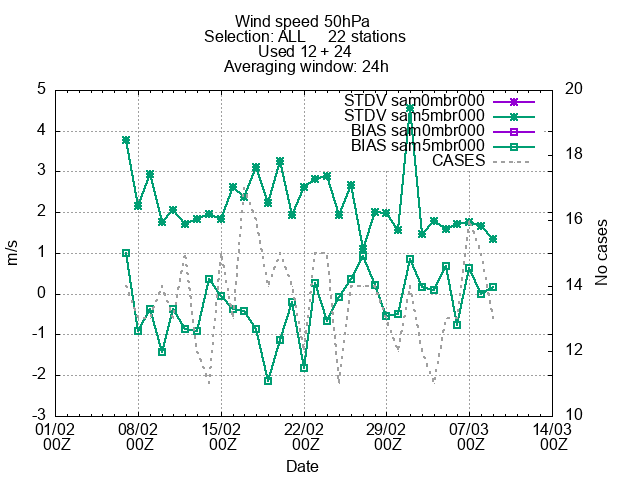 Wind speed 50hPa
Selection: ALL 22 stations
Used 12 + 24
Averaging window: 24h
STDV sam0mbr000
STDV sam5mbr000
BIAS sam0mbr000
BIAS sam5mbr000
CASES
5
4
3
2
1
0
-1
-2
-3
m/s
20
18
16
14
12
10
No cases
01/02 08/02 15/02 22/02 29/02 07/03 14/03
00Z 00Z 00Z 00Z 00Z 00Z 00Z
Date